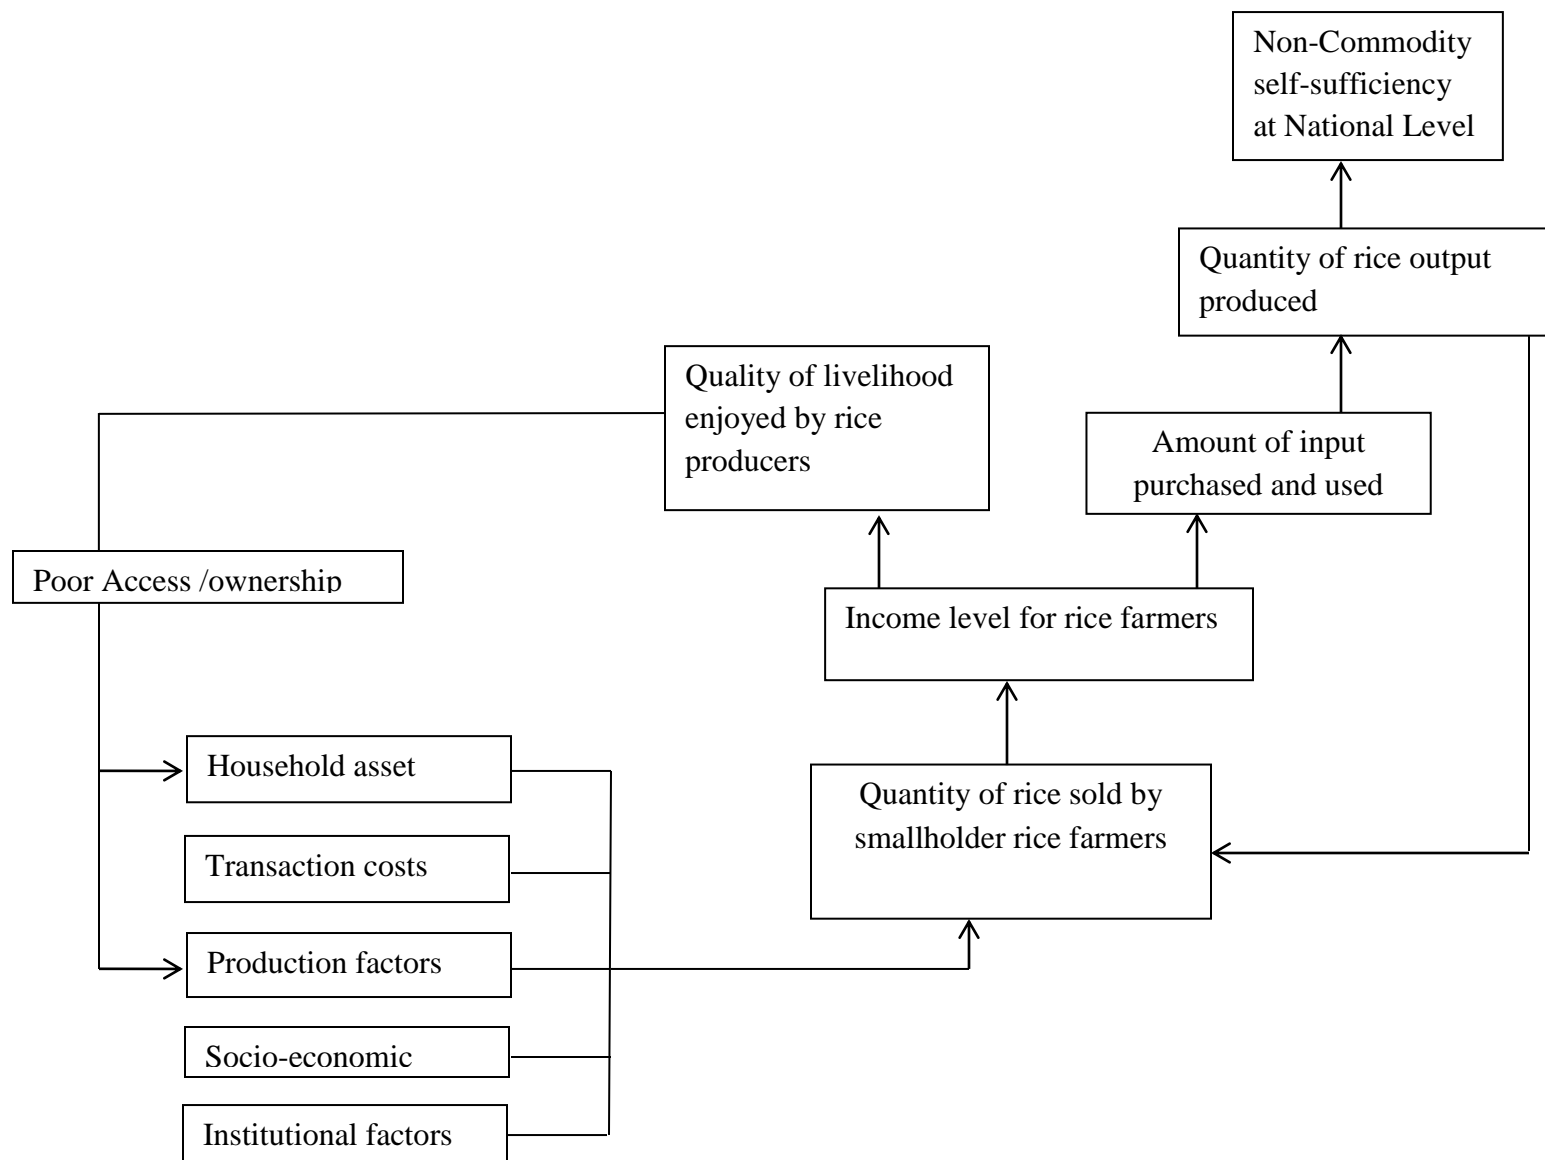 Non-Commodity
self-sufficiency
at National Level
Quantity of rice output
produced
Quality of livelihood
enjoyed by rice
producers
Amount of input
purchased and used
Poor Access /ownership
Income level for rice farmers
Household asset
Quantity of rice sold by
smallholder rice farmers
Transaction costs
Production factors
Socio-economic
Institutional factors